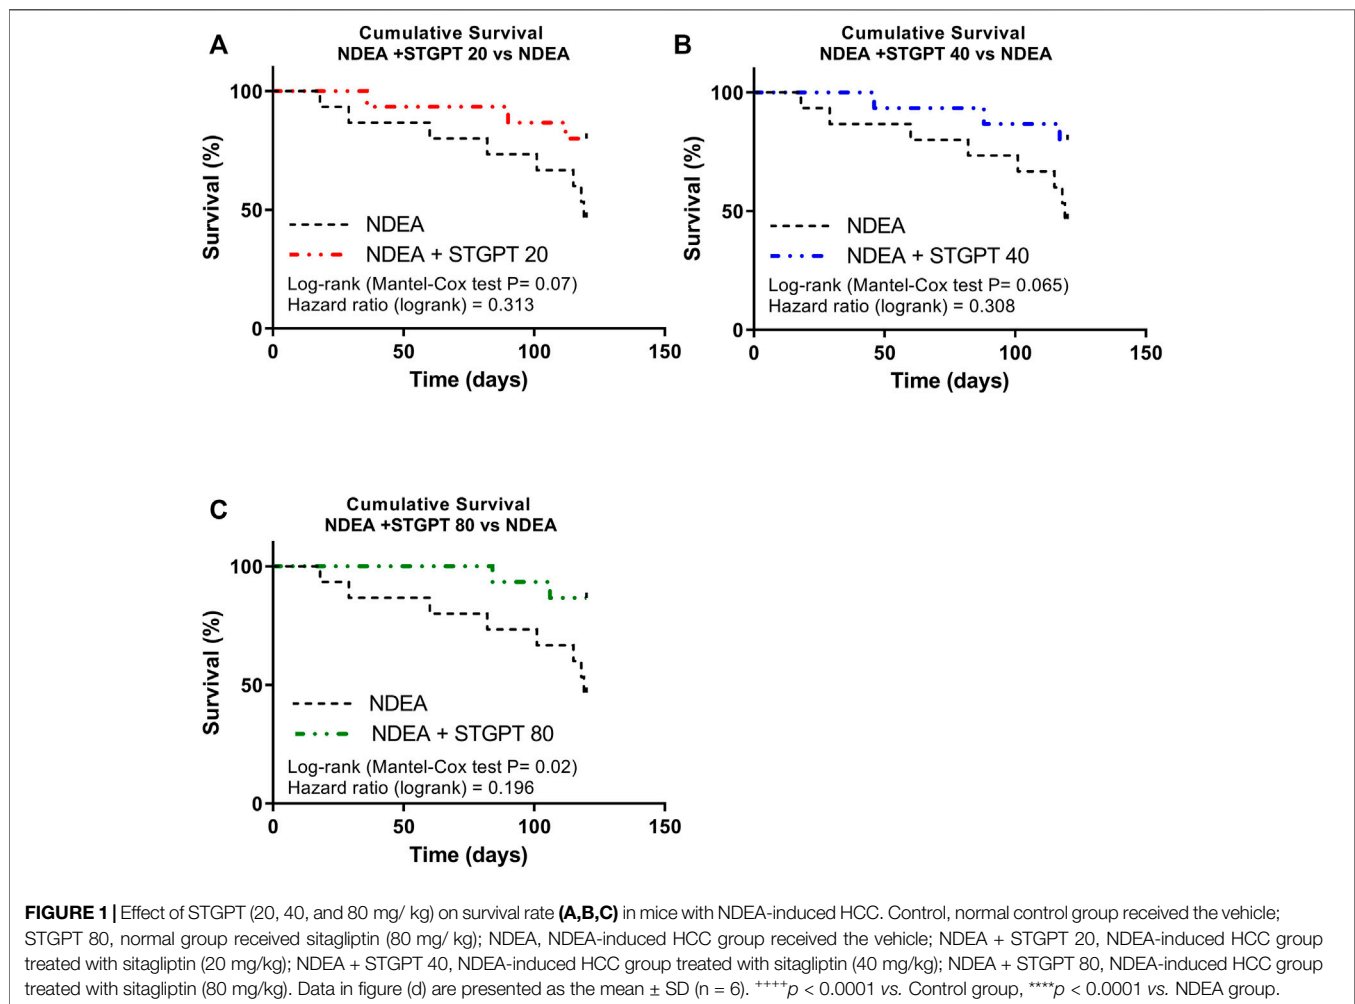 A
Cumulative Survival
NDEA +STGPT 20 vs NDEA
100
50
0
Survival (%)
NDEA
NDEA + STGPT 20
Log-rank (Mantel-Cox test P= 0.07)
Hazard ratio (logrank) = 0.313
0 50 100 150
Time (days)
B
Cumulative Survival
NDEA +STGPT 40 vs NDEA
100
50
0
Survival (%)
NDEA
NDEA + STGPT 40
Log-rank (Mantel-Cox test P= 0.065)
Hazard ratio (logrank) = 0.308
0 50 100 150
Time (days)
C
Cumulative Survival
NDEA +STGPT 80 vs NDEA
100
50
0
Survival (%)
NDEA
NDEA + STGPT 80
Log-rank (Mantel-Cox test P= 0.02)
Hazard ratio (logrank) = 0.196
0 50 100 150
Time (days)
FIGURE 1 | Effect of STGPT (20, 40, and 80 mg/ kg) on survival rate (A,B,C) in mice with NDEA-induced HCC. Control, normal control group received the vehicle;
STGPT 80, normal group received sitagliptin (80 mg/ kg); NDEA, NDEA-induced HCC group received the vehicle; NDEA + STGPT 20, NDEA-induced HCC group
treated with sitagliptin (20 mg/kg); NDEA + STGPT 40, NDEA-induced HCC group treated with sitagliptin (40 mg/kg); NDEA + STGPT 80, NDEA-induced HCC group
treated with sitagliptin (80 mg/kg). Data in figure (d) are presented as the mean ± SD (n = 6). ++++p < 0.0001 vs. Control group, ****p < 0.0001 vs. NDEA group.